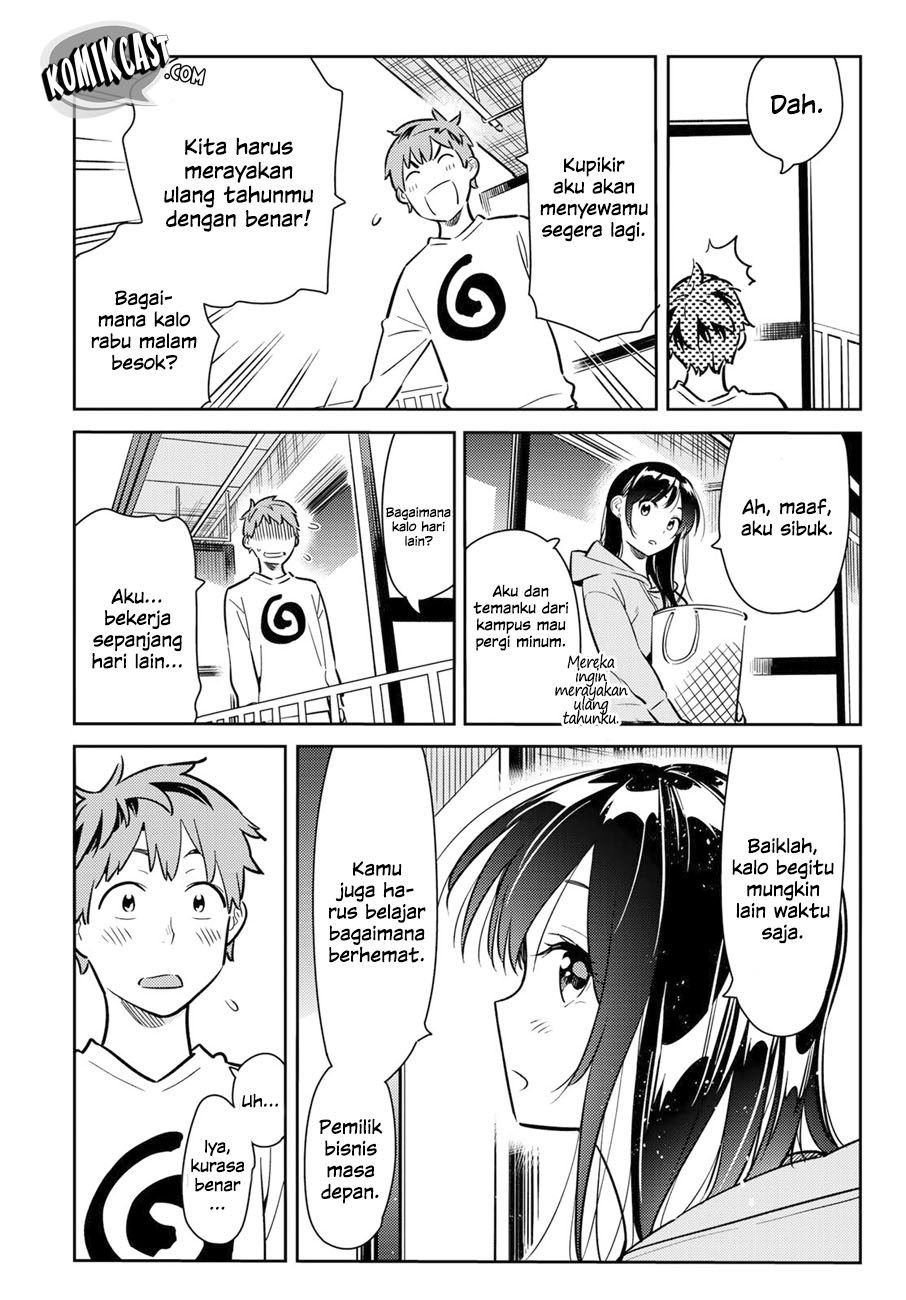 KOMIKCAST
.COM
Dah.
Kupikir
aku akan
menyewamu
segera lagi.
Kita harus
merayakan
ulang tahunmu
dengan benar!
Bagai-
mana kalo
rabu malam
besok?
Ah, maaf,
aku sibuk.
Aku dan
temanku dari
kampus mau
pergi minum.
Mereka
ingin
merayakan
ulang
tahunku.
Bagaimana
kalo hari
lain?
Aku...
bekerja
sepanjang
hari lain...
Baiklah,
kalo begitu
mungkin
lain waktu
saja.
Kamu
juga ha-
rus belajar
bagaimana
berhemat.
Pemilik
bisnis
masa
depan.
Uh...
Iya,
kurasa
benar
...